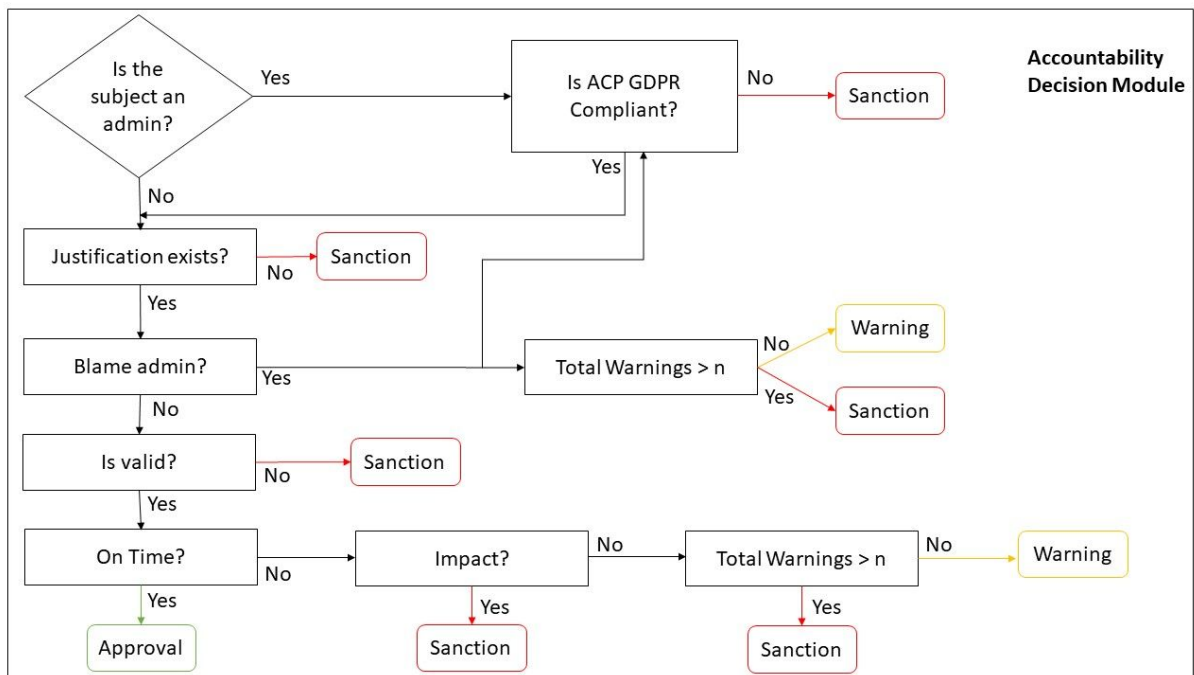 Is the
subject an
admin?
Yes
Is ACP GDPR
Compliant?
No
Sanction
Accountability
Decision Module
Yes
No
Justification exists?
No
Sanction
Yes
Blame admin?
Yes
Total Warnings > n
No
Warning
Yes
Sanction
No
Is valid?
No
Sanction
Yes
On Time?
No
Impact?
No
Total Warnings > n
No
Warning
Yes
Approval
Yes
Sanction
Yes
Sanction